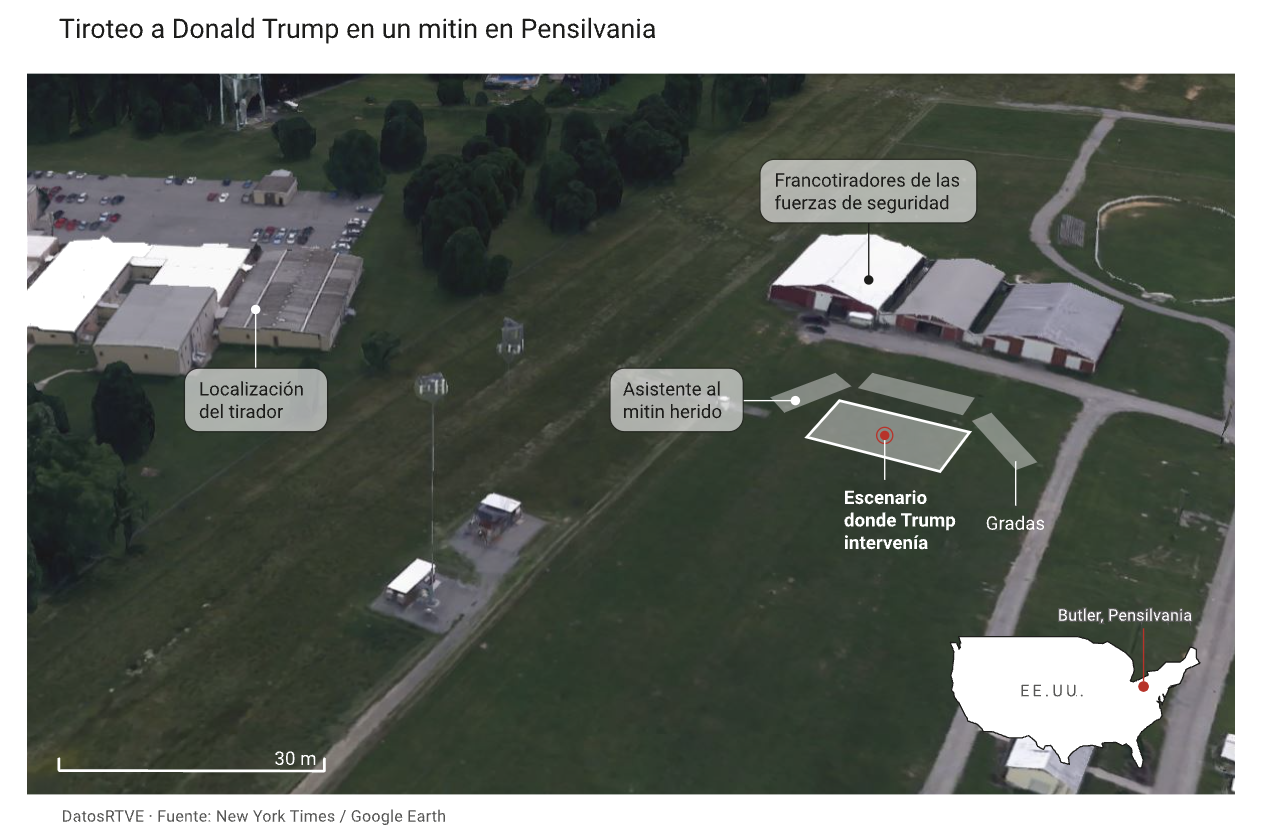 Tiroteo a Donald Trump en un mitin en Pensilvania
Francotiradores de las
fuerzas de seguridad
Localización
del tirador
Asistente al
mitin herido
Escenario
donde Trump
intervenía
Gradas
Butler, Pensilvania
EE.UU.
30 m
DatosRTVE · Fuente: New York Times / Google Earth